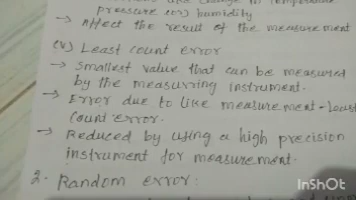 pressure (or) humidity
→ Affect the result of the measurement
(v) Least count error
→ smallest value that can be measured
by the measurring instrument.
→ Error due to like measurement - Least
count error.
→ Reduced by using a high precision
instrument for measurement.
2. Random error:
InShOt